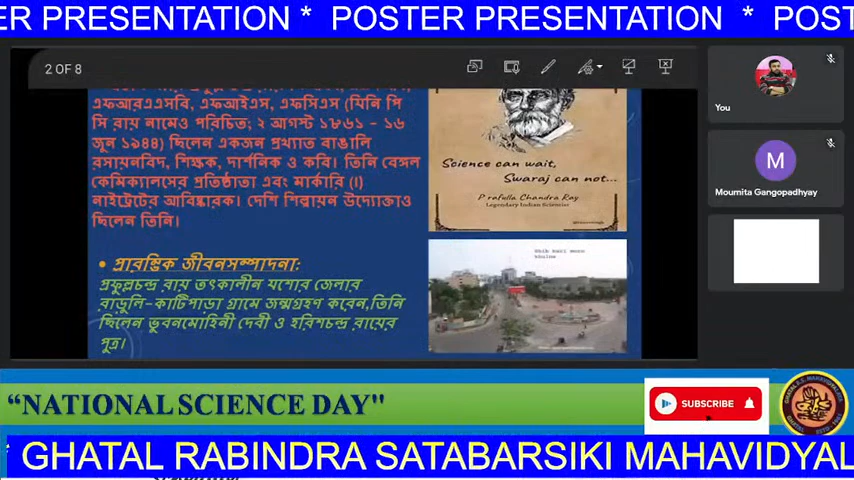 ER PRESENTATION * POSTER PRESENTATION * POST
2 OF 8
এফআরএএসবি, এফআইএস, এফসিএস (যিনি পি
সি রায় নামেও পরিচিত; ২ আগস্ট ১৮৬১ - ১৬
জুন ১৯৪৪) ছিলেন একজন প্রখ্যাত বাঙালি
রসায়নবিদ, শিক্ষক, দার্শনিক ও কবি। তিনি বেঙ্গল
কেমিক্যালসের প্রতিষ্ঠাতা এবং মার্কারি (I)
নাইট্রেটের আবিষ্কারক। দেশি শিল্পায়ন উদ্যোক্তাও
ছিলেন তিনি।
• প্রারম্ভিক জীবনসম্পাদনা:
প্রফুল্লচন্দ্র রায় তৎকালীন যশোর জেলার
রাড়ুলি-কাটিপাড়া গ্রামে জন্মগ্রহণ করেন,তিনি
ছিলেন ভুবনমোহিনী দেবী ও হরিশচন্দ্র রায়ের
পুত্র।
Science can wait,
Swaraj can not...
Prafulla Chandra Ray
Legendary Indian Scientist
You
M
Moumita Gangopadhyay
"NATIONAL SCIENCE DAY"
SUBSCRIBE
* GHATAL RABINDRA SATABARSIKI MAHAVIDYAL